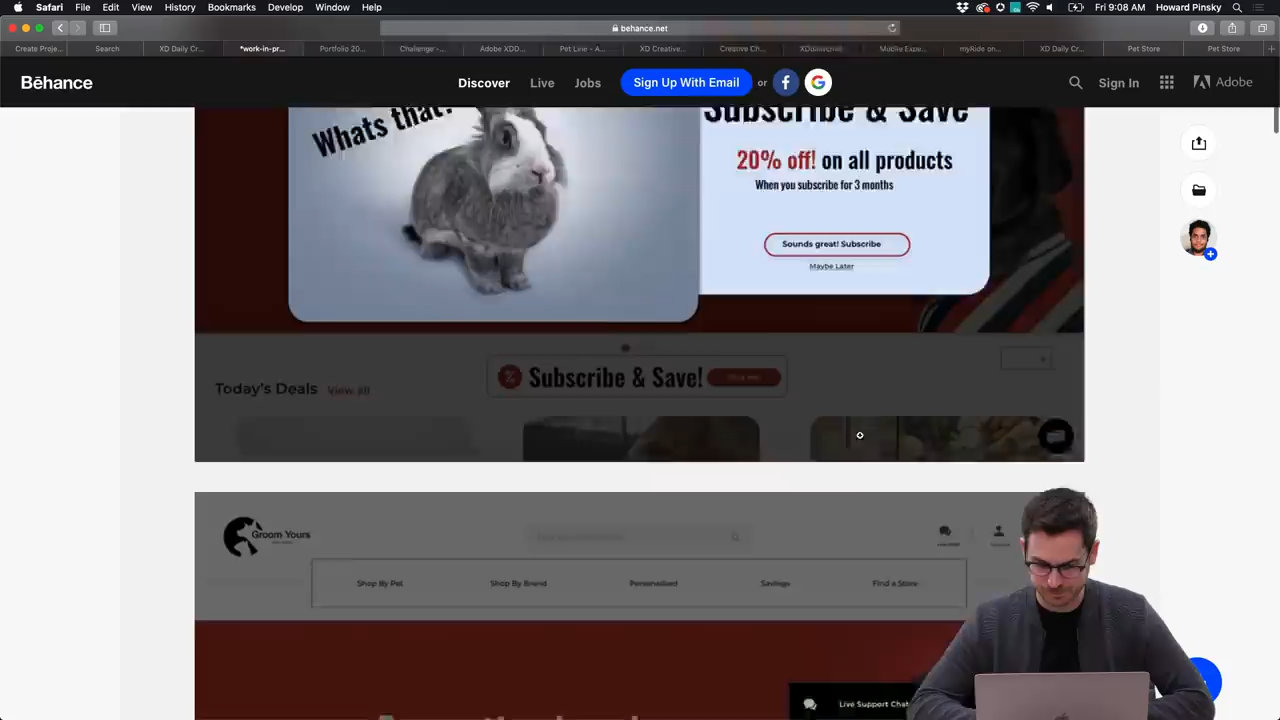 Safari File Edit View History Bookmarks Develop Window Help
Fri 9:08 AM Howard Pinsky
behance.net
Create Proje...
Search
XD Daily Cr...
*work-in-pr...
Portfolio 20...
Challenge -...
Adobe XDD...
Pet Line – A...
XD Creative...
Creative Ch...
XDdailychall
Mobile Expe...
myRide on...
XD Daily Cr...
Pet Store
Pet Store
Bēhance
Discover Live Jobs Sign Up With Email or
Sign In Adobe
Whats that?
Subscribe & Save
20% off! on all products
When you subscribe for 3 months
Sounds great! Subscribe
Maybe Later
Today's Deals View all
Subscribe & Save!
Groom Yours
Shop By Pet Shop By Brand Personalised Savings Find a Store
Live Support Chat